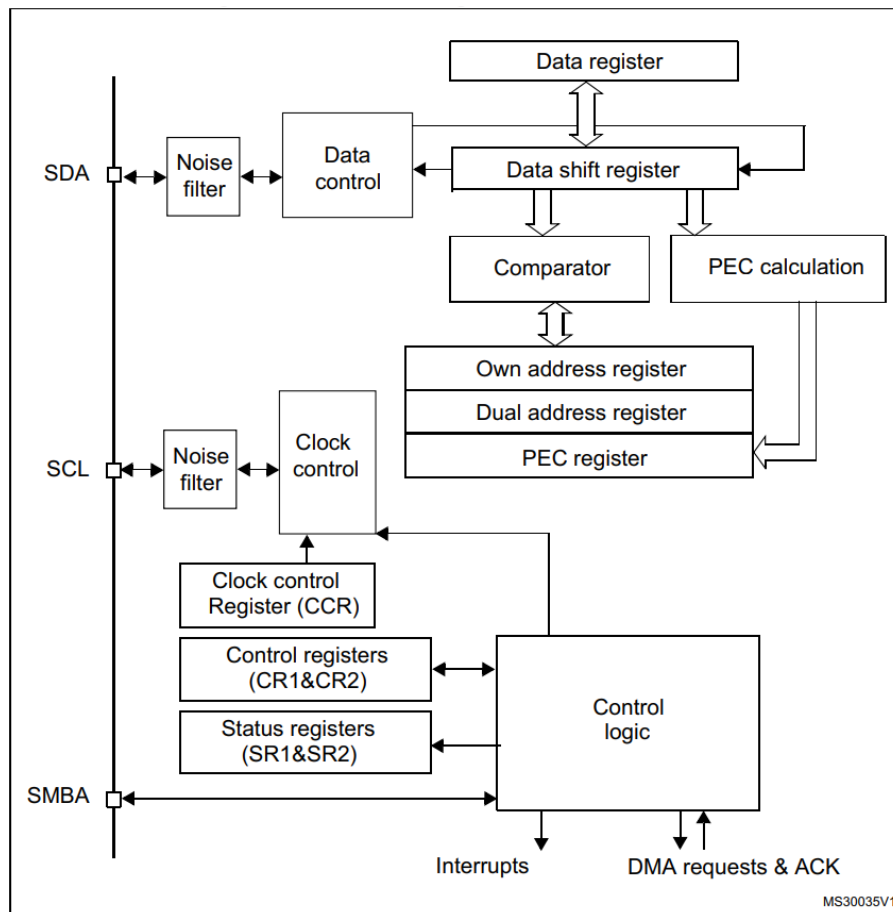 Data register
SDA
Noise
filter
Data
control
Data shift register
Comparator
PEC calculation
Own address register
Dual address register
PEC register
SCL
Noise
filter
Clock
control
Clock control
Register (CCR)
Control registers
(CR1&CR2)
Status registers
(SR1&SR2)
Control
logic
SMBA
Interrupts
DMA requests & ACK
MS30035V1